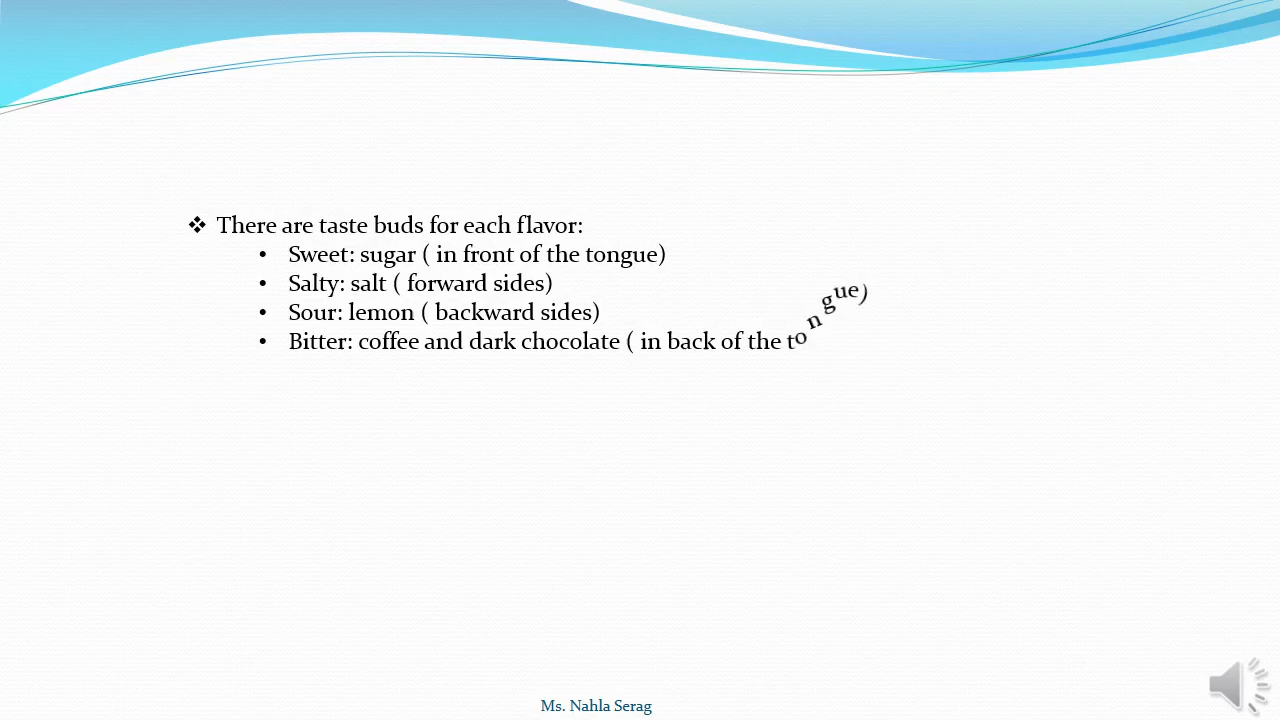 ❖ There are taste buds for each flavor:
• Sweet: sugar ( in front of the tongue)
• Salty: salt ( forward sides)
• Sour: lemon ( backward sides)
• Bitter: coffee and dark chocolate ( in back of the tongue)
Ms. Nahla Serag